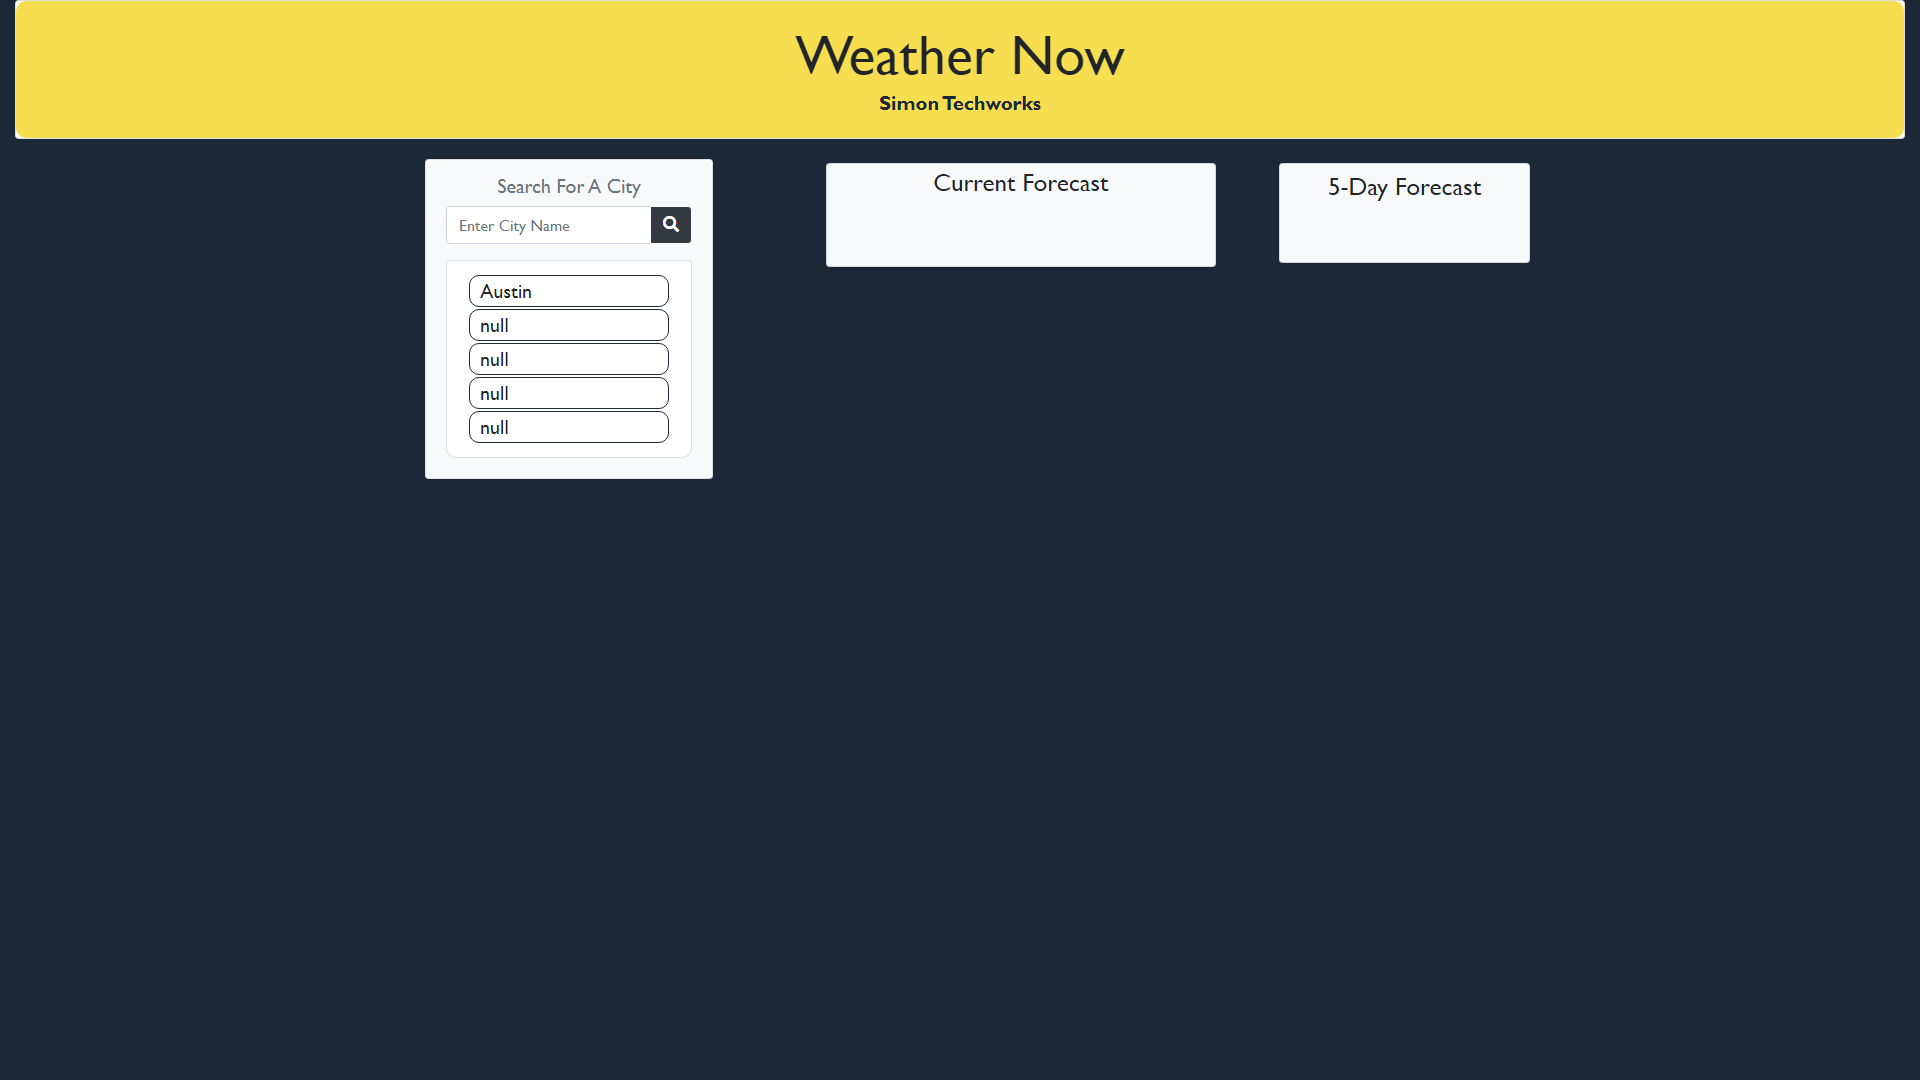 Weather Now
Simon Techworks
Search For A City
Enter City Name
Austin
null
null
null
null
Current Forecast
5-Day Forecast